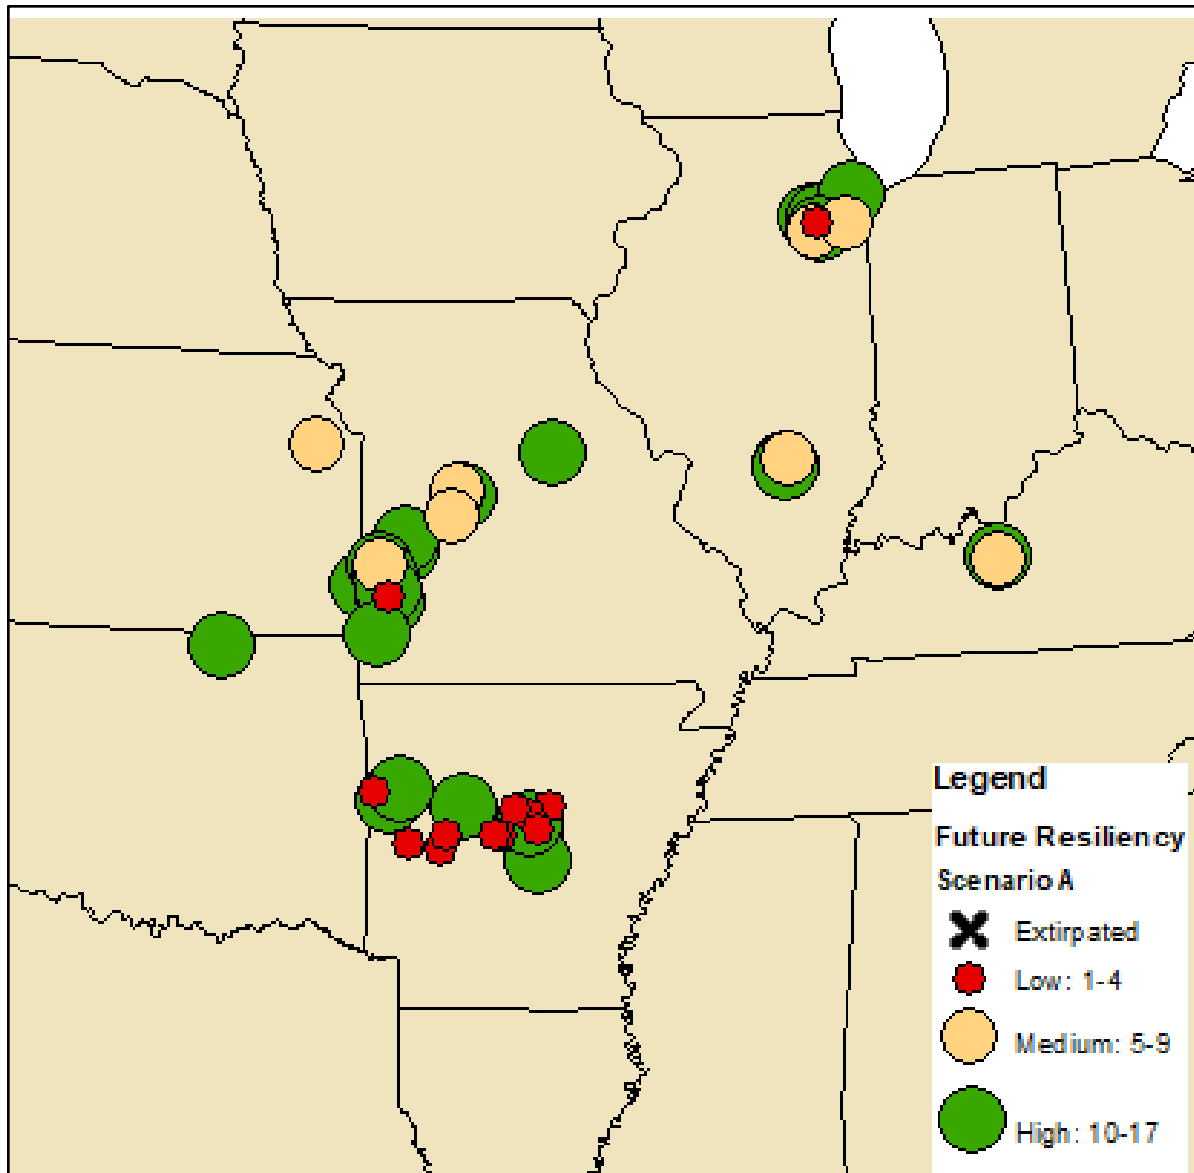 Legend
Future Resiliency
Scenario A
Extirpated
Low: 1-4
Medium: 5-9
High: 10-17